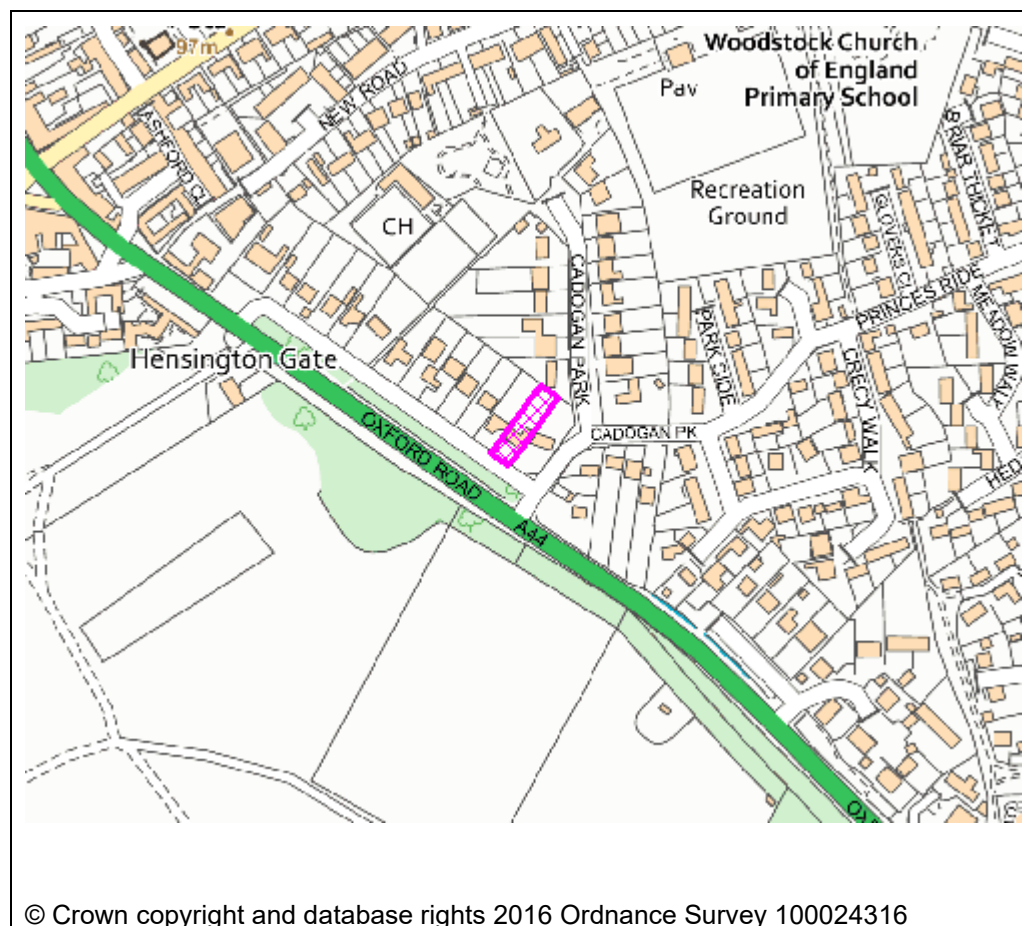 97m
NEW ROAD
ASHFORD CL
Woodstock Church
of England
Primary School
Pav
BRIAR THICKET
Recreation
Ground
GLOVERS CL
CH
CADOGAN PARK
PRINCES RIDE
MEADOW WALK
PARK SIDE
Hensington Gate
CRECY WALK
OXFORD ROAD
CADOGAN PK
HED
A44
© Crown copyright and database rights 2016 Ordnance Survey 100024316